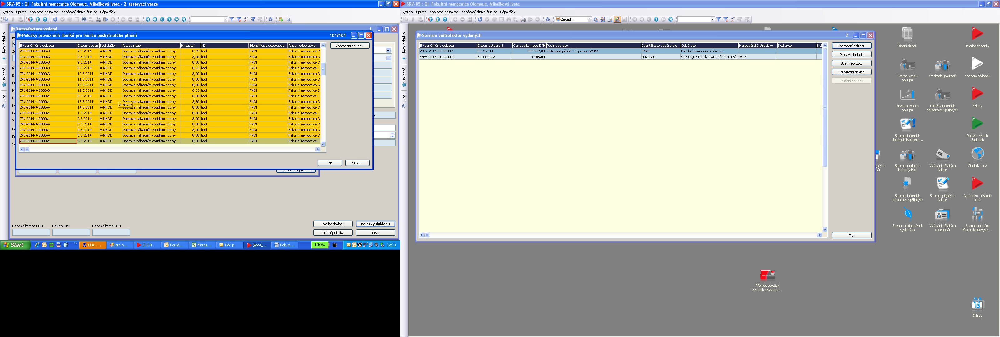 SRV-85 : QI  Fakultní nemocnice Olomouc, Mikošková Iveta - 2. testovací verze
Systém Úpravy Společná nastavení Ovládání aktivní funkce Nápovědy
Hlavní nabídka
Oblíbené
Okna
Vnitrofaktura vydaná 1
Položky provozních deníků pro tvorbu poskytnutého plnění 101/101
Evidenční číslo dokladu Datum dodání Kód služby Název služby Množství MJ Identifikace odběratele Název odběratele
ZPV-2014-4-000063 7.5.2014 A-NHOD Doprava nákladním vozidlem hodiny 0,33 hod FNOL Fakultní nemocnice O
ZPV-2014-4-000063 7.5.2014 A-NHOD Doprava nákladním vozidlem hodiny 2,00 hod FNOL Fakultní nemocnice O
ZPV-2014-4-000063 9.5.2014 A-NHOD Doprava nákladním vozidlem hodiny 8,00 hod FNOL Fakultní nemocnice O
ZPV-2014-4-000063 9.5.2014 A-NHOD Doprava nákladním vozidlem hodiny 0,42 hod FNOL Fakultní nemocnice O
ZPV-2014-4-000063 10.5.2014 A-NHOD Doprava nákladním vozidlem hodiny 8,00 hod FNOL Fakultní nemocnice O
ZPV-2014-4-000063 11.5.2014 A-NHOD Doprava nákladním vozidlem hodiny 8,00 hod FNOL Fakultní nemocnice O
ZPV-2014-4-000063 12.5.2014 A-NHOD Doprava nákladním vozidlem hodiny 8,00 hod FNOL Fakultní nemocnice O
ZPV-2014-4-000063 12.5.2014 A-NHOD Doprava nákladním vozidlem hodiny 0,33 hod FNOL Fakultní nemocnice O
ZPV-2014-4-000064 8.5.2014 A-NHOD Doprava nákladním vozidlem hodiny 6,00 hod FNOL Fakultní nemocnice O
ZPV-2014-4-000064 13.5.2014 A-NHOD Doprava nákladním vozidlem hodiny 3,50 hod FNOL Fakultní nemocnice O
A-NHOD
ZPV-2014-4-000064 14.5.2014 A-NHOD Doprava nákladním vozidlem hodiny 8,00 hod FNOL Fakultní nemocnice O
ZPV-2014-4-000064 1.5.2014 A-NHOD Doprava nákladním vozidlem hodiny 8,00 hod FNOL Fakultní nemocnice O
ZPV-2014-4-000064 2.5.2014 A-NHOD Doprava nákladním vozidlem hodiny 8,00 hod FNOL Fakultní nemocnice O
ZPV-2014-4-000064 3.5.2014 A-NHOD Doprava nákladním vozidlem hodiny 8,00 hod FNOL Fakultní nemocnice O
ZPV-2014-4-000064 4.5.2014 A-NHOD Doprava nákladním vozidlem hodiny 8,00 hod FNOL Fakultní nemocnice O
ZPV-2014-4-000064 5.5.2014 A-NHOD Doprava nákladním vozidlem hodiny 8,00 hod FNOL Fakultní nemocnice O
ZPV-2014-4-000064 6.5.2014 A-NHOD Doprava nákladním vozidlem hodiny 8,00 hod FNOL Fakultní nemocnice O
Zobrazení dokladu
OK Storno
Výběr z dopravy
Cena celkem bez DPH Celkem DPH Cena celkem s DPH
Tvorba dokladu Položky dokladu
Účetní položky Tisk
Start EFA - ... pro in... SRV-8... Doruč... Micros... FW: p... SRV-8... Dokum... 100% 12:13
SRV-85 : QI  Fakultní nemocnice Olomouc, Mikošková Iveta
Systém Úpravy Společná nastavení Ovládání aktivní funkce Nápovědy
Základní
Hlavní nabídka
Oblíbené
Okna
Seznam vnitrofaktur vydaných 2
Evidenční číslo dokladu Datum vytvoření Cena celkem bez DPH Popis operace Identifikace odběratele Odběratel Hospodářské středisko Kód akce Kal
VNFV-2014-02-000001 30.4.2014 858 717,00 Vnitropod.přeúčt.-dopravy 4/2014 FNOL Fakultní nemocnice Olomouc
VNFV-2013-01-000001 30.11.2013 4 108,00 00.21.02 Onkologická klinika, OP-Informační síť 9503
Zobrazení dokladu
Položky dokladu
Účetní položky
Související doklad
Zrušení dokladu
Tisk
Řízení skladů
Tvorba žádanky
Tvorba vratky nákupu
Obchodní partneři
Seznam žádanek
Seznam vratek nákupů
Položky interních objednávek přijatých
Sklady
Seznam interních dodacích listů přija...
Položky všech žádanek
Seznam dodacích listů přijatých
Vkládání přijatých faktur
Číselník zboží
Seznam interních objednávek přijatých
Seznam přijatých faktur
Apotheke - číselník léků
Seznam objednávek vydaných
Vkládání přijatých dobropisů
Seznam položek všech skladových ...
Přehled položek výdejek s vazbou ...
13
Sklady